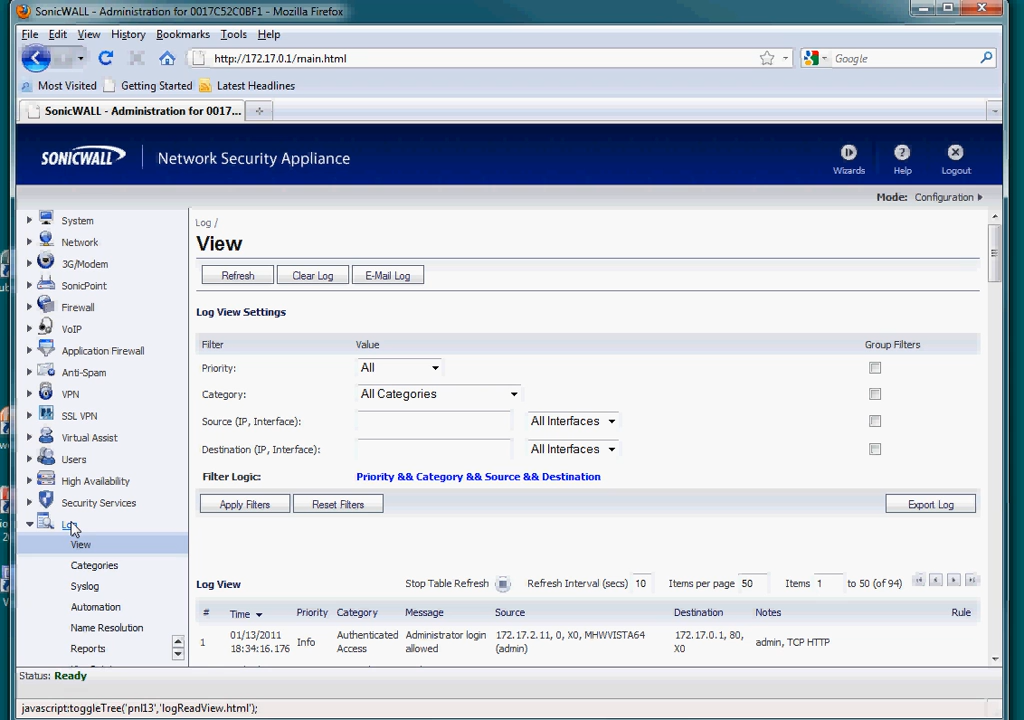 SonicWALL - Administration for 0017C52C0BF1 - Mozilla Firefox
File Edit View History Bookmarks Tools Help
http://172.17.0.1/main.html Google
Most Visited Getting Started Latest Headlines
SonicWALL - Administration for 0017...
SONICWALL Network Security Appliance
Wizards Help Logout
Mode: Configuration
System
Network
3G/Modem
SonicPoint
Firewall
VoIP
Application Firewall
Anti-Spam
VPN
SSL VPN
Virtual Assist
Users
High Availability
Security Services
View
Categories
Syslog
Automation
Name Resolution
Reports
Log /
View
Refresh Clear Log E-Mail Log
Log View Settings
Filter Value Group Filters
Priority: All
Category: All Categories
Source (IP, Interface): All Interfaces
Destination (IP, Interface): All Interfaces
Filter Logic: Priority && Category && Source && Destination
Apply Filters Reset Filters Export Log
Log View Stop Table Refresh Refresh Interval (secs) 10 Items per page 50 Items 1 to 50 (of 94)
# Time Priority Category Message Source Destination Notes Rule
1 01/13/2011 18:34:16.176 Info Authenticated Access Administrator login allowed 172.17.2.11, 0, X0, MHWVISTA64 (admin) 172.17.0.1, 80, X0 admin, TCP HTTP
Status: Ready
javascript:toggleTree('pnl13','logReadView.html');